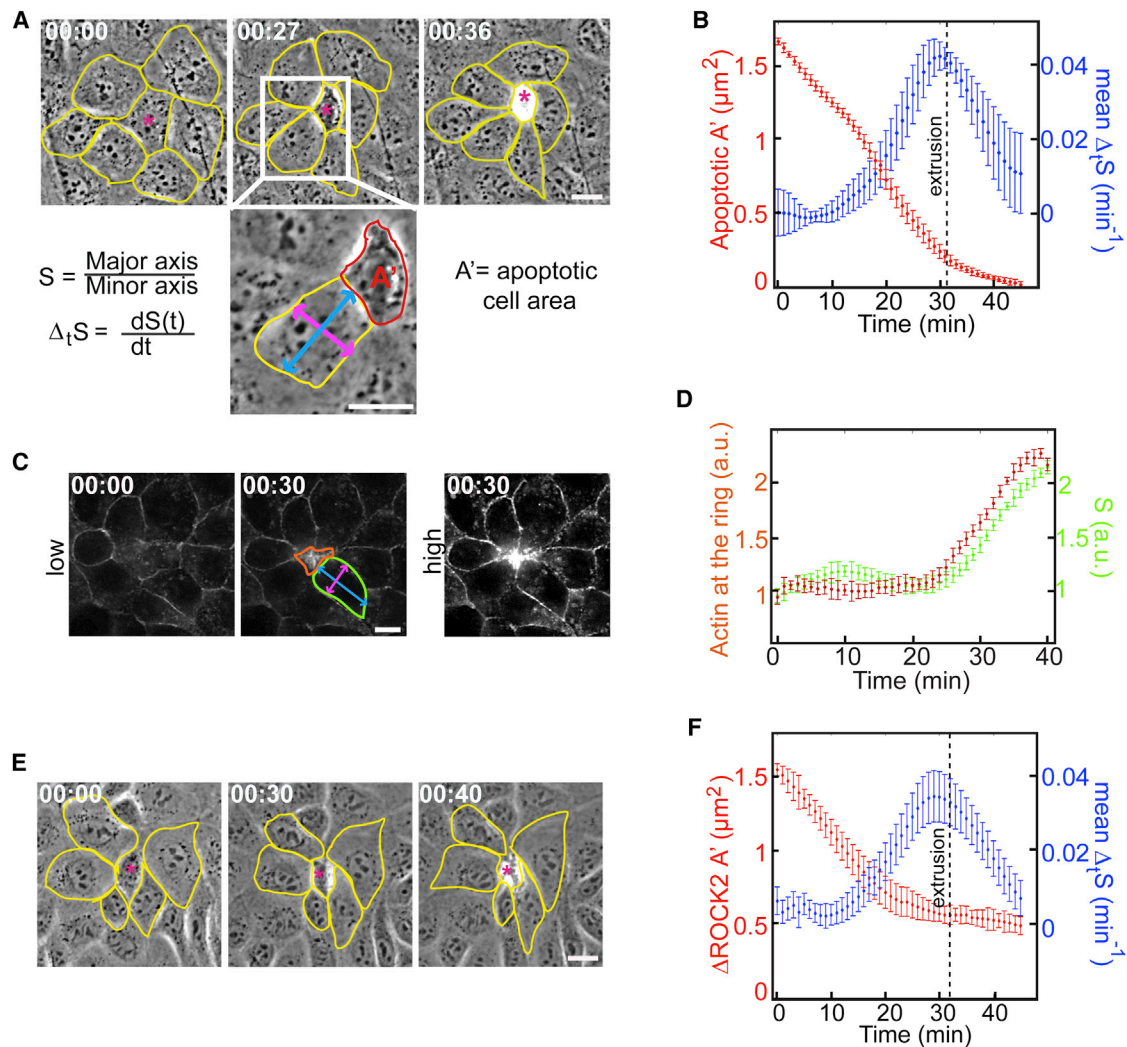 A
00:00
00:27
00:36
*
*
*
S = Major axis
Minor axis
ΔtS = dS(t)
dt
A'
A'= apoptotic
cell area
B
Apoptotic A' (μm²)
1.5
1
0.5
0
extrusion
0.04
0.02
0
mean ΔtS (min⁻¹)
0
10
20
30
40
Time (min)
C
low
00:00
00:30
high
00:30
D
Actin at the ring (a.u.)
2
1.5
1
2
1.5
1
S (a.u.)
0
10
20
30
40
Time (min)
E
00:00
00:30
00:40
*
*
*
F
ΔROCK2 A' (μm²)
1.5
1
0.5
0
extrusion
0.04
0.02
0
mean ΔtS (min⁻¹)
0
10
20
30
40
Time (min)